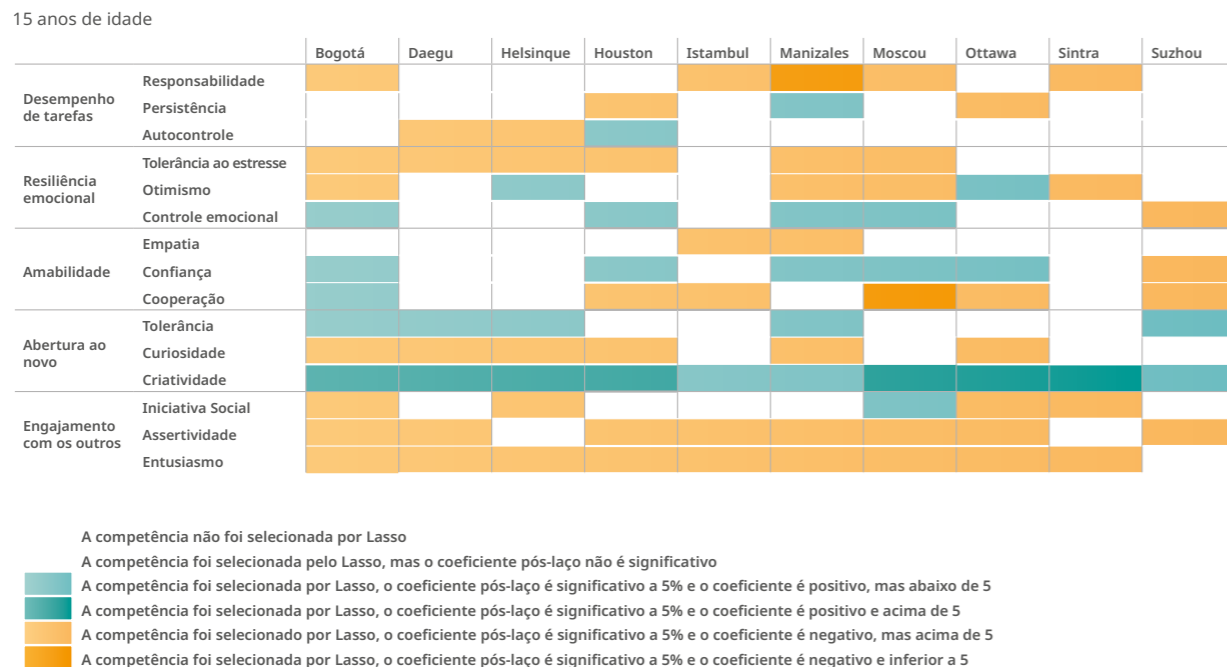 15 anos de idade
Bogotá Daegu Helsinque Houston Istambul Manizales Moscou Ottawa Sintra Suzhou
Desempenho de tarefas
Responsabilidade
Persistência
Autocontrole
Resiliência emocional
Tolerância ao estresse
Otimismo
Controle emocional
Amabilidade
Empatia
Confiança
Cooperação
Abertura ao novo
Tolerância
Curiosidade
Criatividade
Engajamento com os outros
Iniciativa Social
Assertividade
Entusiasmo
A competência não foi selecionada por Lasso
A competência foi selecionada pelo Lasso, mas o coeficiente pós-laço não é significativo
A competência foi selecionada por Lasso, o coeficiente pós-laço é significativo a 5% e o coeficiente é positivo, mas abaixo de 5
A competência foi selecionada por Lasso, o coeficiente pós-laço é significativo a 5% e o coeficiente é positivo e acima de 5
A competência foi selecionado por Lasso, o coeficiente pós-laço é significativo a 5% e o coeficiente é negativo, mas acima de 5
A competência foi selecionada por Lasso, o coeficiente pós-laço é significativo a 5% e o coeficiente é negativo e inferior a 5